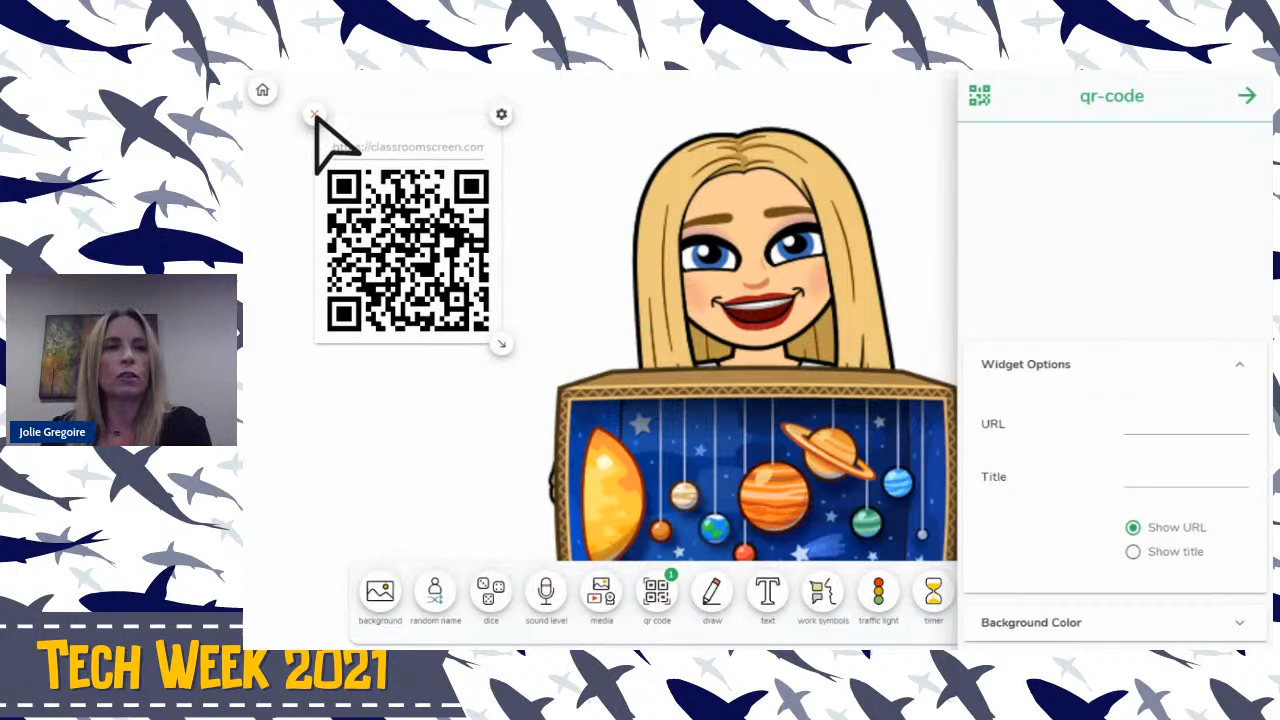 qr-code
https://classroomscreen.com
Widget Options
URL
Title
Show URL
Show title
Background Color
Jolie Gregoire
1
background random name dice sound level media qr code draw text work symbols traffic light timer
TECH WEEK 2021